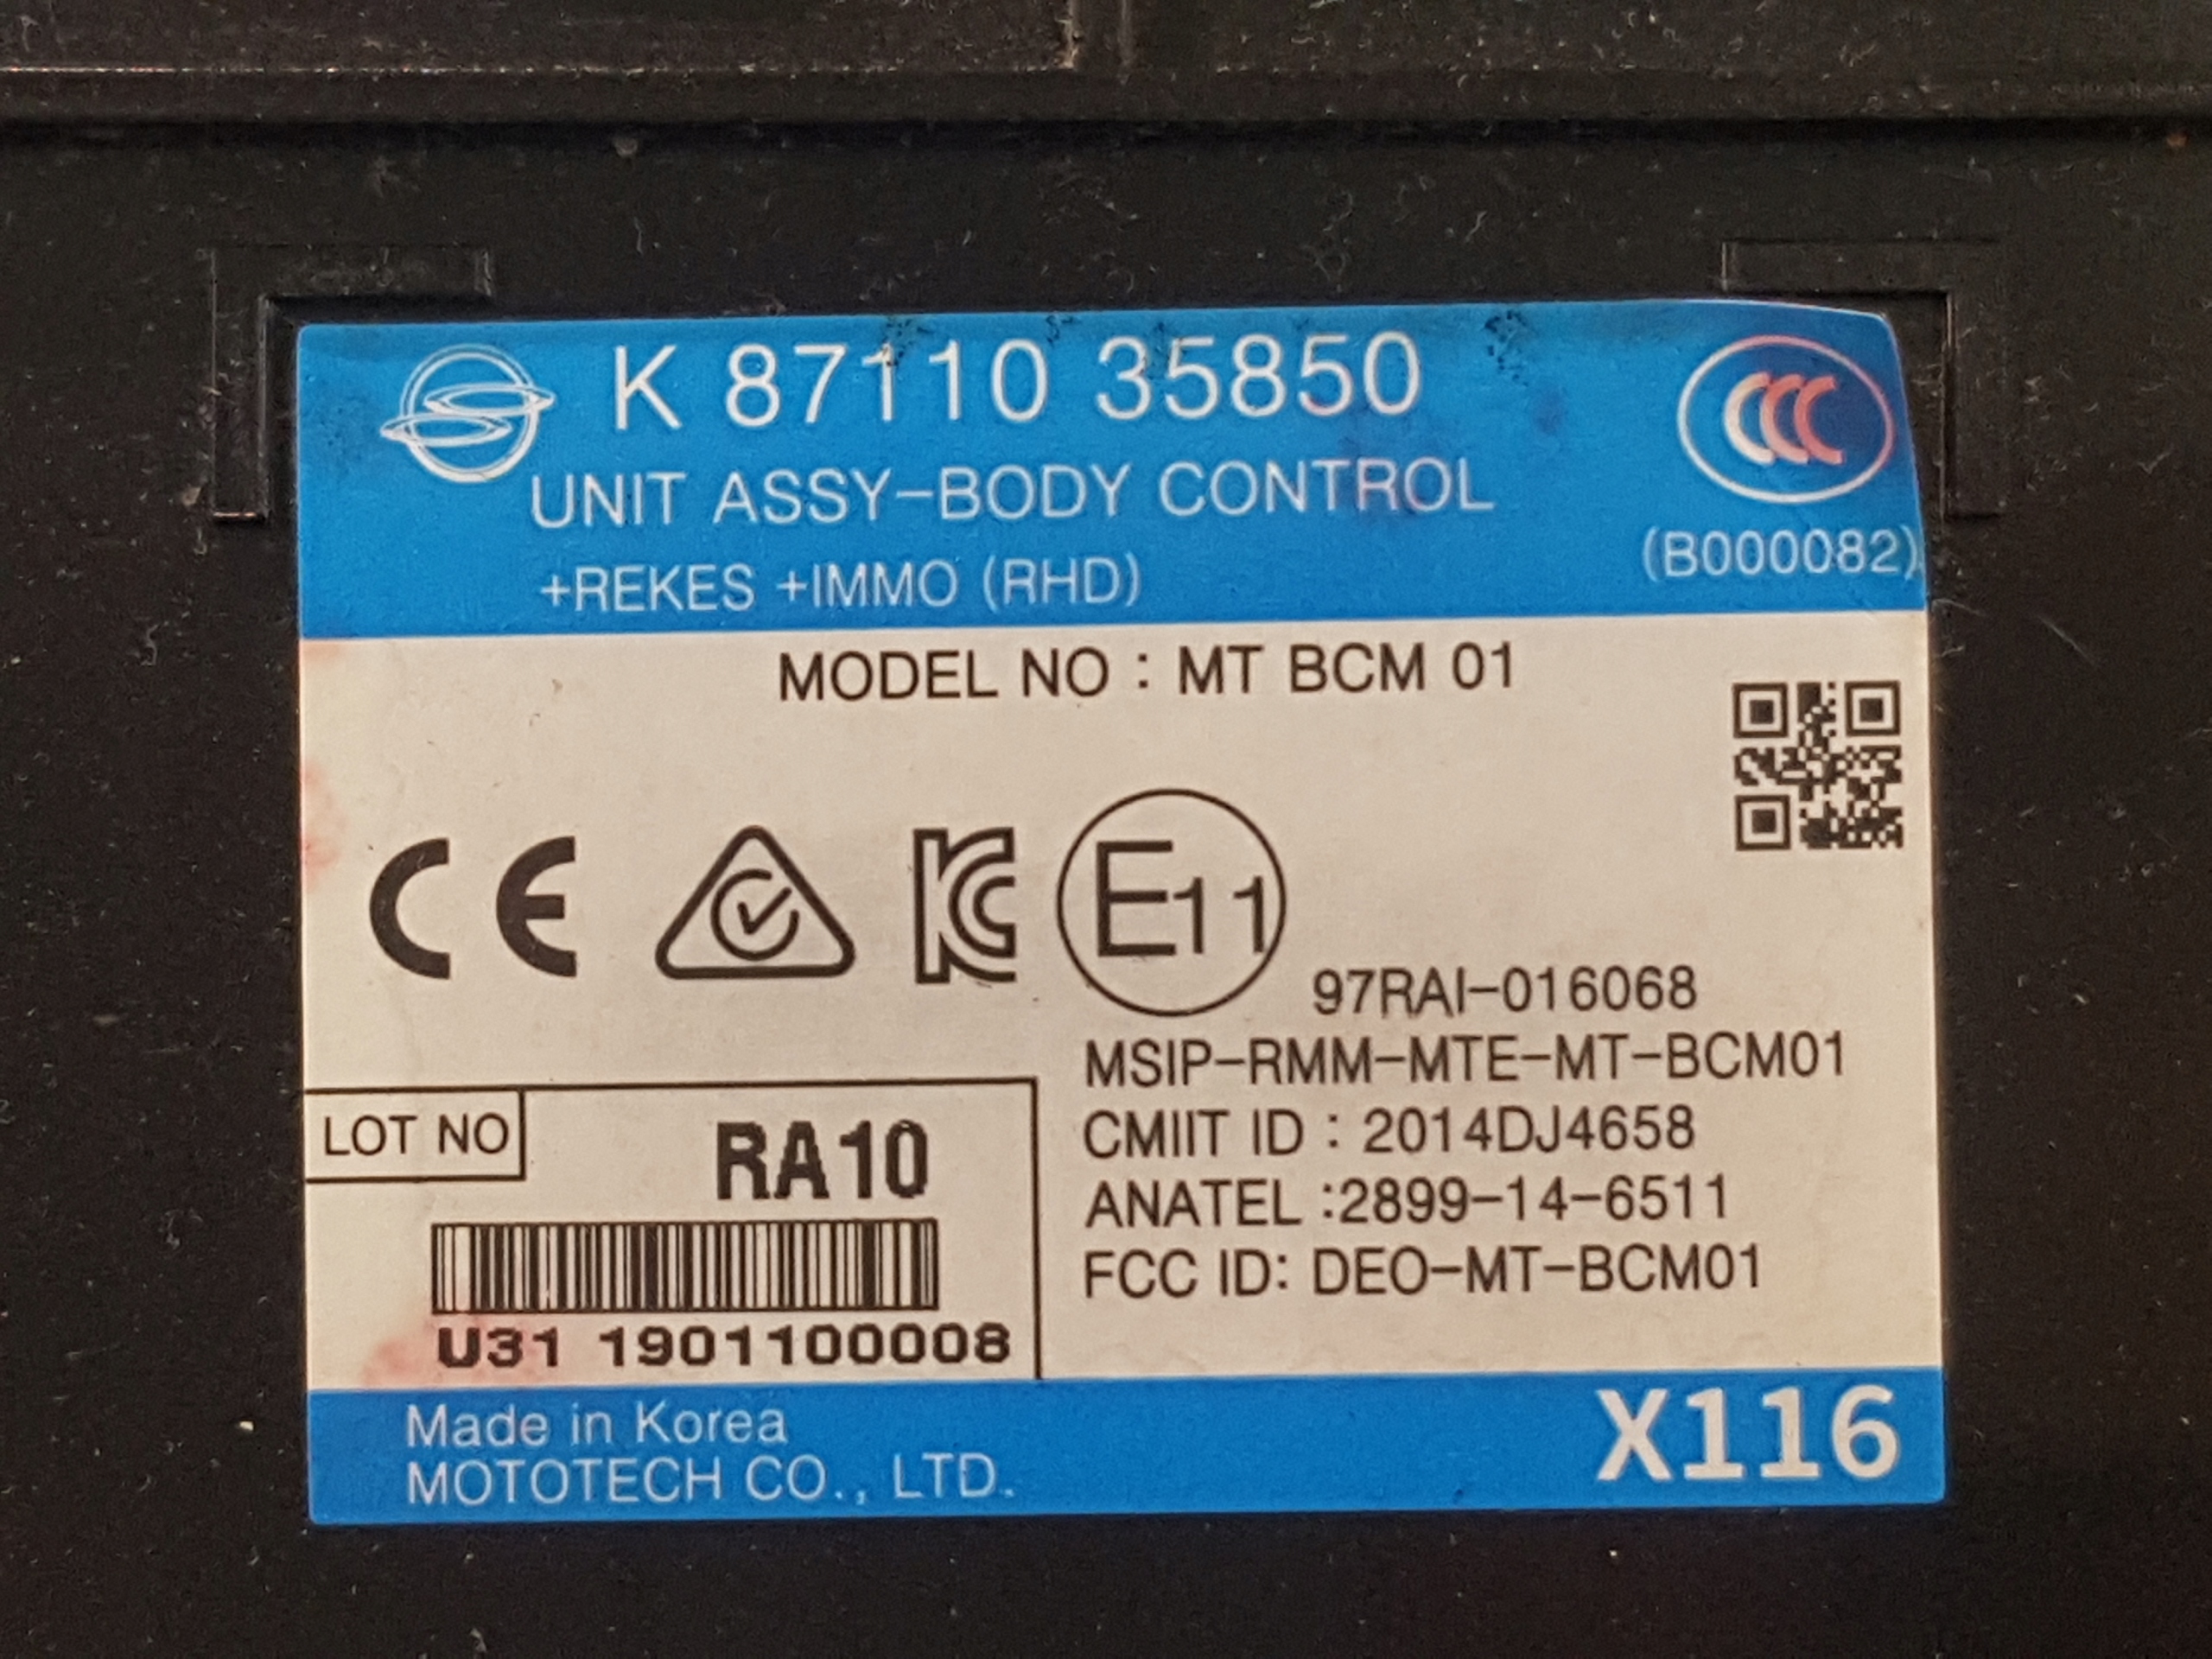 K 87110 35850
UNIT ASSY-BODY CONTROL
+REKES +IMMO (RHD)
(B000082)
MODEL NO : MT BCM 01
CE
E11
97RAI-016068
MSIP-RMM-MTE-MT-BCM01
CMIIT ID : 2014DJ4658
ANATEL :2899-14-6511
FCC ID: DEO-MT-BCM01
LOT NO
RA10
U31 1901100008
Made in Korea
MOTOTECH CO., LTD.
X116